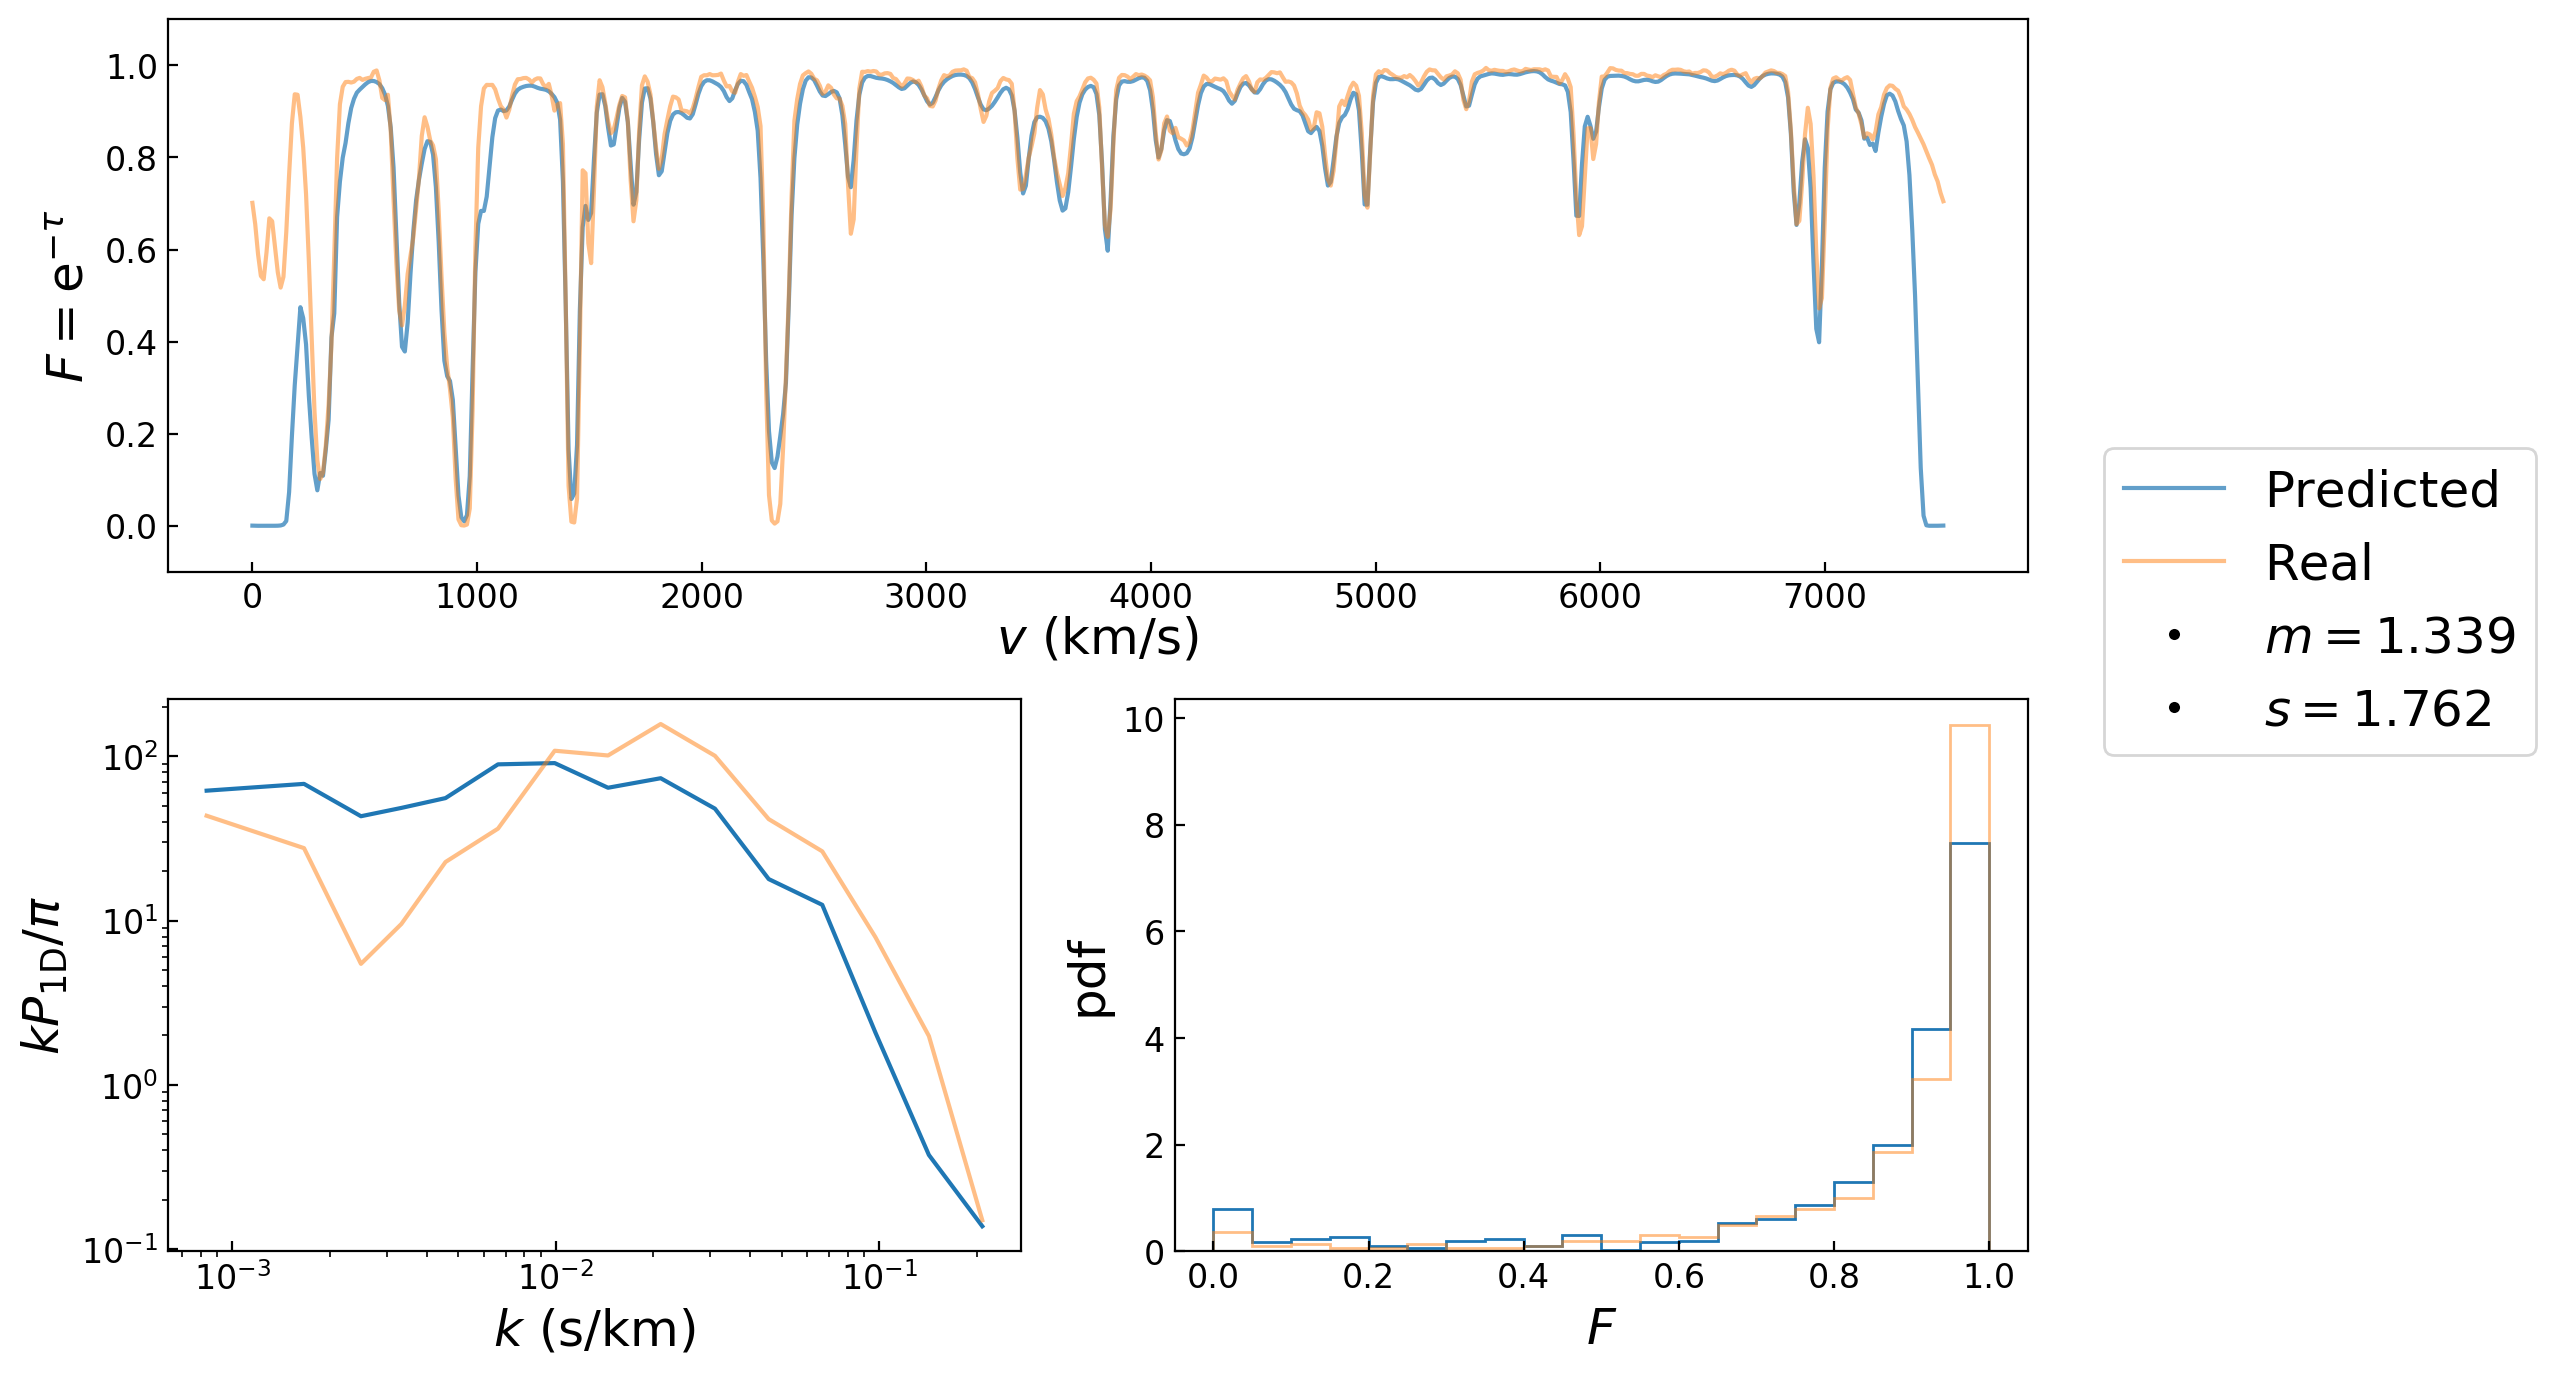 F = e^{-τ}
1.0
0.8
0.6
0.4
0.2
0.0
0 1000 2000 3000 4000 5000 6000 7000
v (km/s)
Predicted
Real
m = 1.339
s = 1.762
kP_{1D}/π
10^2
10^1
10^0
10^{-1}
10^{-3} 10^{-2} 10^{-1}
k (s/km)
pdf
10
8
6
4
2
0
0.0 0.2 0.4 0.6 0.8 1.0
F